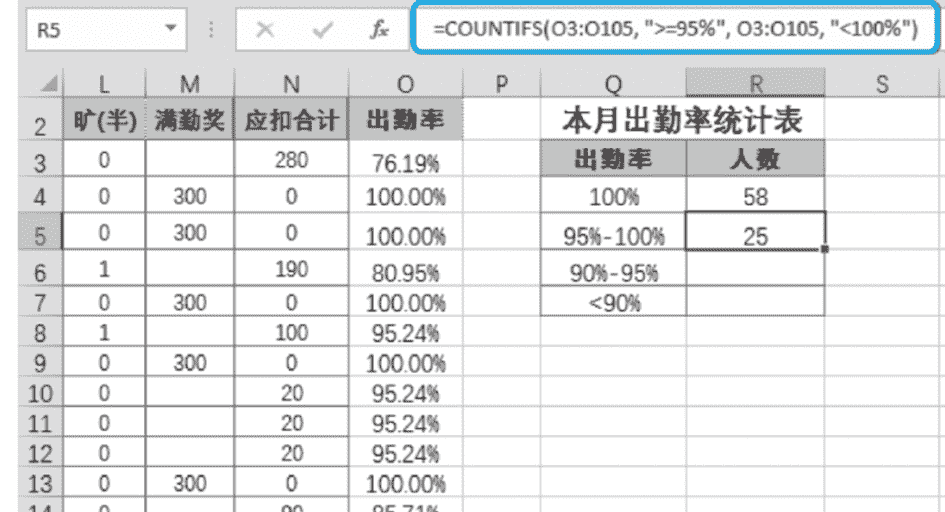 R5 fx =COUNTIFS(O3:O105, ">=95%", O3:O105, "<100%")
L M N O P Q R S
2 旷(半) 满勤奖 应扣合计 出勤率 本月出勤率统计表
3 0 280 76.19% 出勤率 人数
4 0 300 0 100.00% 100% 58
5 0 300 0 100.00% 95%-100% 25
6 1 190 80.95% 90%-95%
7 0 300 0 100.00% <90%
8 1 100 95.24%
9 0 300 0 100.00%
10 0 20 95.24%
11 0 20 95.24%
12 0 20 95.24%
13 0 300 0 100.00%